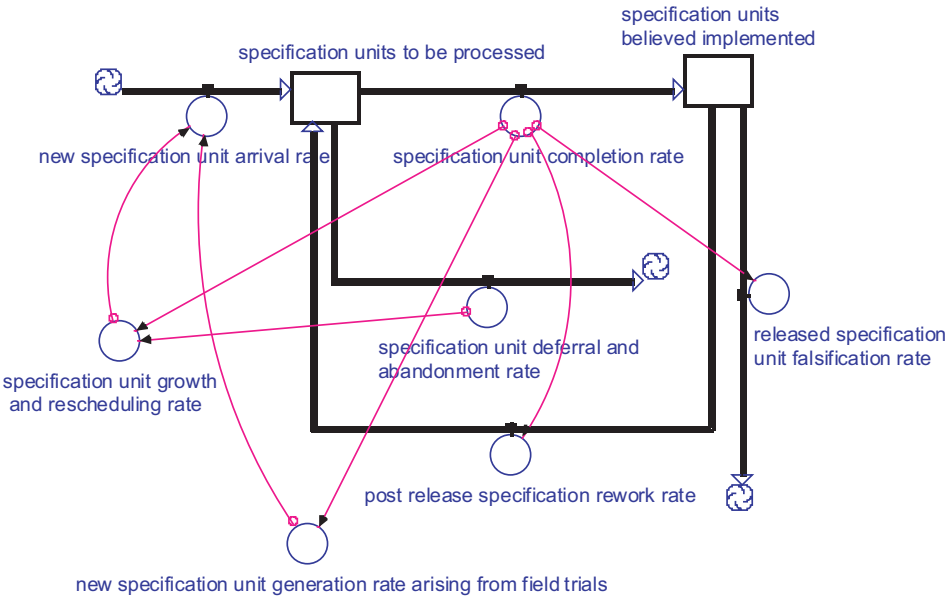 specification units
believed implemented
specification units to be processed
new specification unit arrival rate
specification unit completion rate
released specification
unit falsification rate
specification unit deferral and
abandonment rate
specification unit growth
and rescheduling rate
post release specification rework rate
new specification unit generation rate arising from field trials